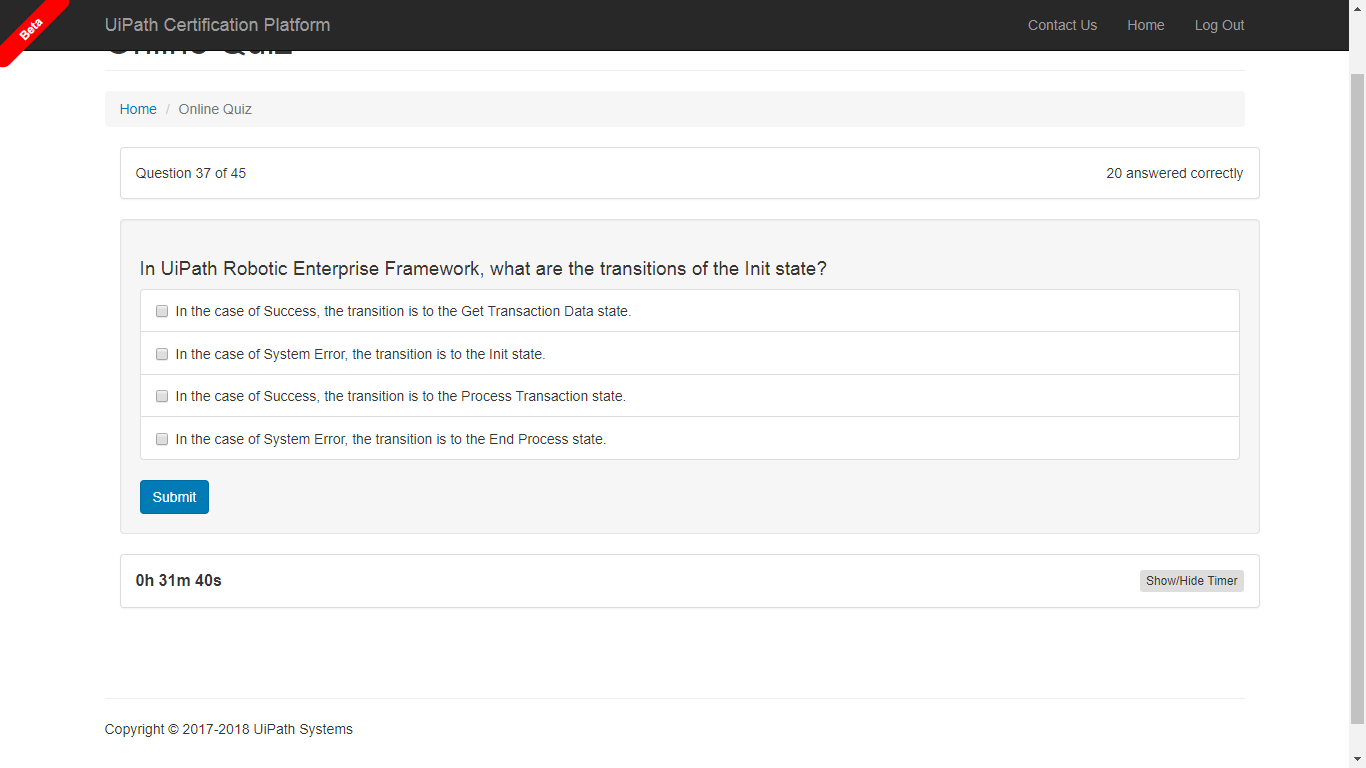 Beta
UiPath Certification Platform
Contact Us
Home
Log Out
Online Quiz
Home / Online Quiz
Question 37 of 45
20 answered correctly
In UiPath Robotic Enterprise Framework, what are the transitions of the Init state?
In the case of Success, the transition is to the Get Transaction Data state.
In the case of System Error, the transition is to the Init state.
In the case of Success, the transition is to the Process Transaction state.
In the case of System Error, the transition is to the End Process state.
Submit
0h 31m 40s
Show/Hide Timer
Copyright © 2017-2018 UiPath Systems